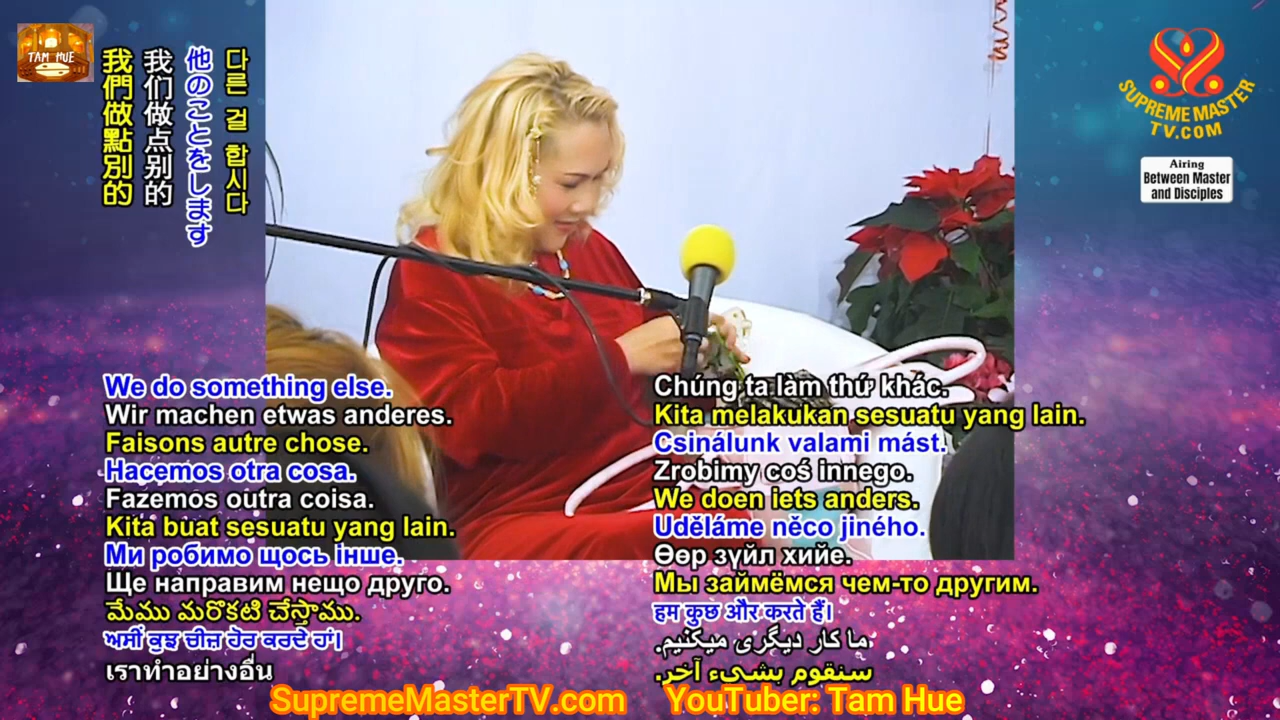 TAM HUE
我們做點別的
我们做点别的
他のことをします
다른 걸 합시다
SUPREME MASTER
TV.COM
Airing
Between Master
and Disciples
We do something else.
Wir machen etwas anderes.
Faisons autre chose.
Hacemos otra cosa.
Fazemos outra coisa.
Kita buat sesuatu yang lain.
Ми робимо щось інше.
Ще направим нещо друго.
మేము మరొకటి చేస్తాము.
ਅਸੀਂ ਕੁਝ ਚੀਜ਼ ਹੋਰ ਕਰਦੇ ਹਾਂ।
เราทำอย่างอื่น
Chúng ta làm thứ khác.
Kita melakukan sesuatu yang lain.
Csinálunk valami mást.
Zrobimy coś innego.
We doen iets anders.
Uděláme něco jiného.
Өөр зүйл хийе.
Мы займёмся чем-то другим.
हम कुछ और करते हैं।
ما کار دیگری میکنیم.
سنقوم بشيء آخر.
SupremeMasterTV.com
YouTuber: Tam Hue